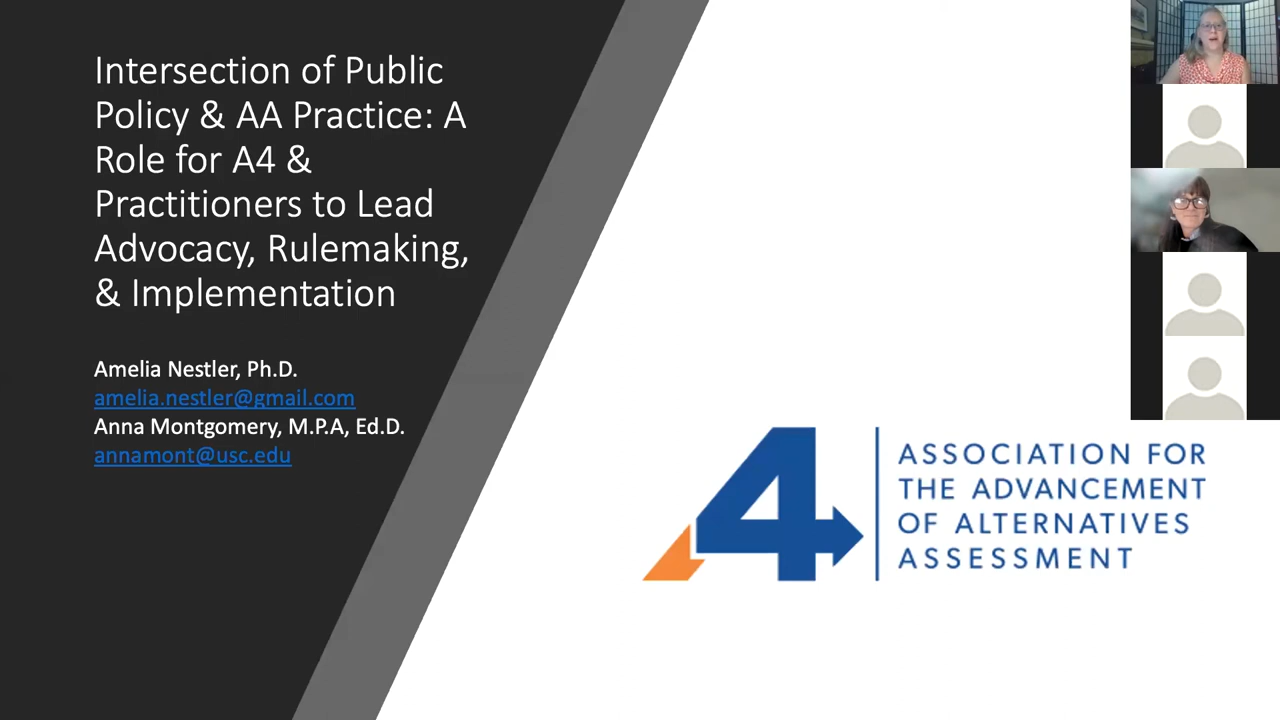 Intersection of Public
Policy & AA Practice: A
Role for A4 &
Practitioners to Lead
Advocacy, Rulemaking,
& Implementation
Amelia Nestler, Ph.D.
amelia.nestler@gmail.com
Anna Montgomery, M.P.A, Ed.D.
annamont@usc.edu
A4
ASSOCIATION FOR
THE ADVANCEMENT
OF ALTERNATIVES
ASSESSMENT